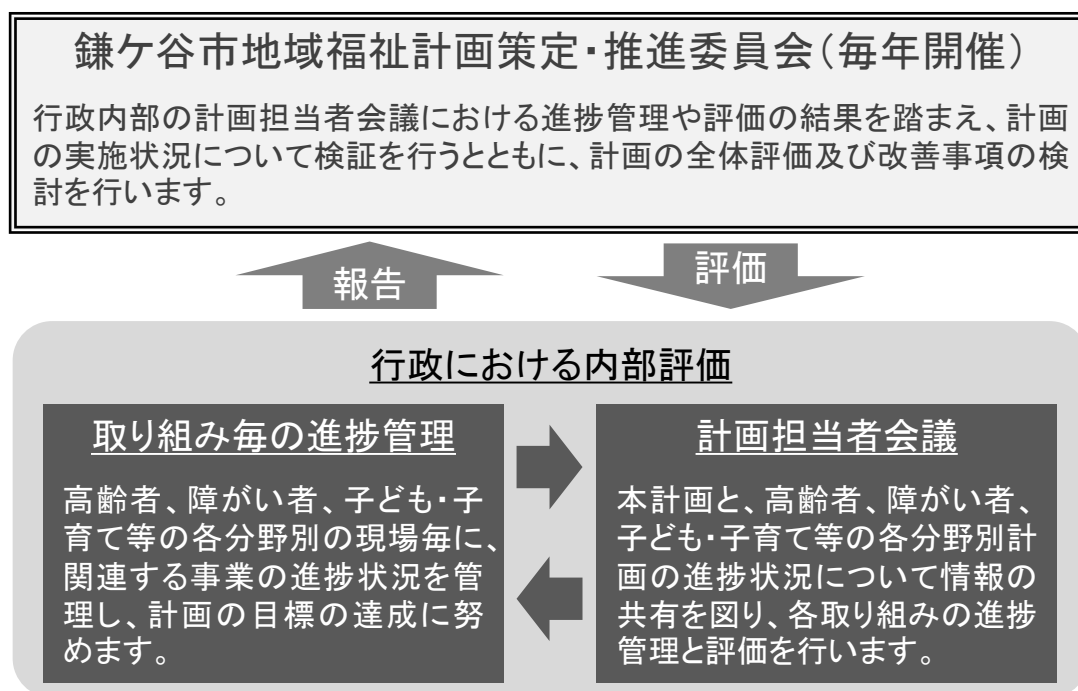 鎌ケ谷市地域福祉計画策定・推進委員会(毎年開催)
行政内部の計画担当者会議における進捗管理や評価の結果を踏まえ、計画
の実施状況について検証を行うとともに、計画の全体評価及び改善事項の検
討を行います。
報告
評価
行政における内部評価
取り組み毎の進捗管理
高齢者、障がい者、子ども・子
育て等の各分野別の現場毎に、
関連する事業の進捗状況を管
理し、計画の目標の達成に努
めます。
計画担当者会議
本計画と、高齢者、障がい者、
子ども・子育て等の各分野別計
画の進捗状況について情報の
共有を図り、各取り組みの進捗
管理と評価を行います。